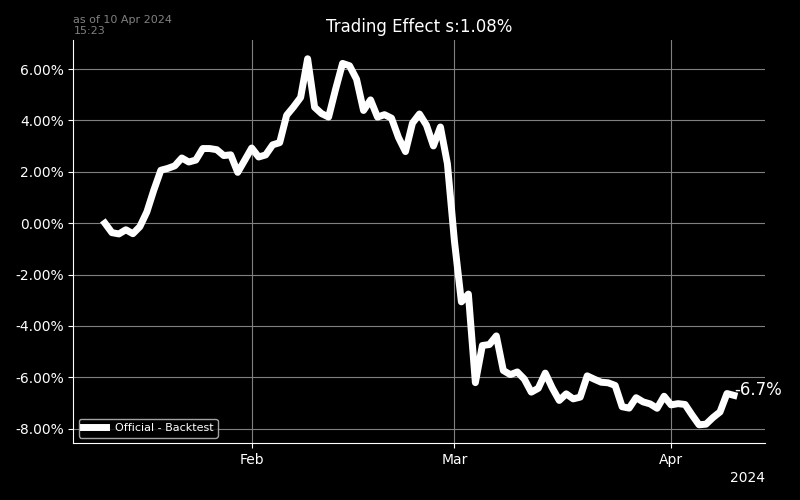 as of 10 Apr 2024
15:23
Trading Effect s:1.08%
6.00%
4.00%
2.00%
0.00%
-2.00%
-4.00%
-6.00%
-8.00%
-6.7%
Official - Backtest
Feb
Mar
Apr
2024